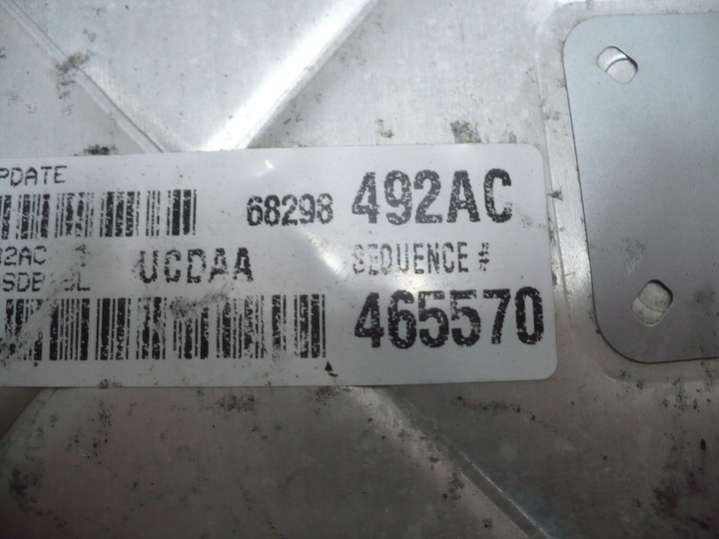 PDATE
68298 492AC
92AC
UCDAA
SEQUENCE #
465570